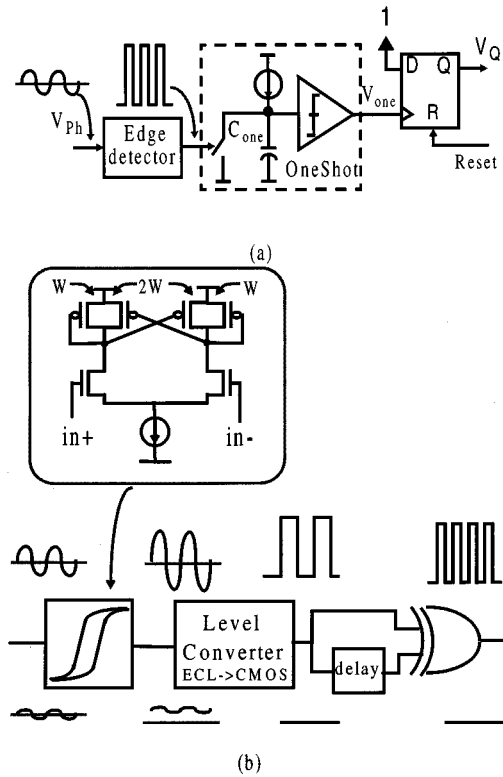 1
D Q
V_Q
R
Reset
V_Ph
Edge
detector
C_one
V_one
OneShot
(a)
W 2W W
in+ in-
Level
Converter
ECL->CMOS
delay
(b)